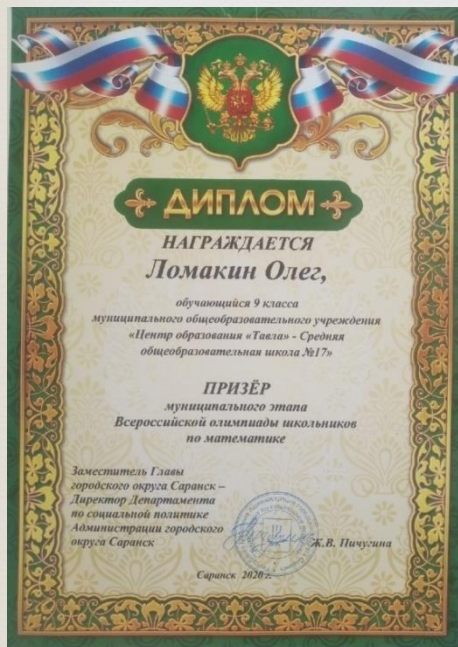 ДИПЛОМ
НАГРАЖДАЕТСЯ
Ломакин Олег,
обучающийся 9 класса
муниципального общеобразовательного учреждения
«Центр образования «Тавла» - Средняя
общеобразовательная школа №17»
ПРИЗЁР
муниципального этапа
Всероссийской олимпиады школьников
по математике
Заместитель Главы
городского округа Саранск –
Директор Департамента
по социальной политике
Администрации городского
округа Саранск
Ж.В. Пичугина
Саранск 2020 г.